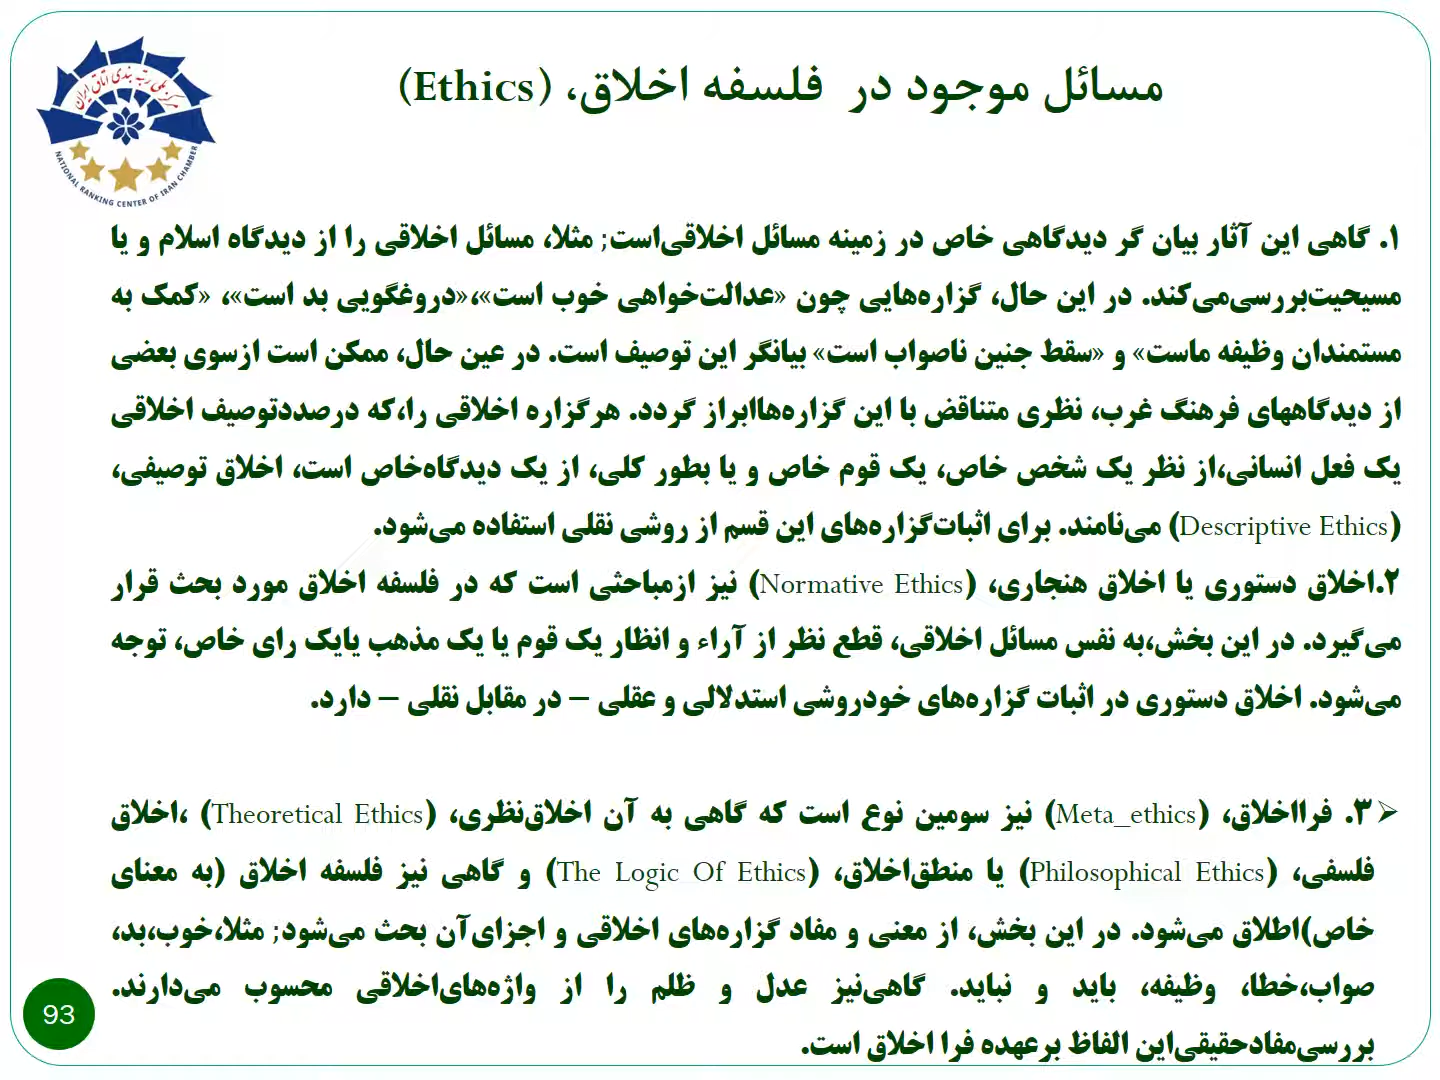 مرکز ملی رتبه بندی اتاق ایران
NATIONAL RANKING CENTER OF IRAN CHAMBER
مسائل موجود در فلسفه اخلاق، (Ethics)
۱. گاهی این آثار بیان گر دیدگاهی خاص در زمینه مسائل اخلاقی‌است; مثلا، مسائل اخلاقی را از دیدگاه اسلام و یا
مسیحیت‌بررسی‌می‌کند. در این حال، گزاره‌هایی چون «عدالت‌خواهی خوب است»،«دروغگویی بد است»، «کمک به
مستمندان وظیفه ماست» و «سقط جنین ناصواب است» بیانگر این توصیف است. در عین حال، ممکن است ازسوی بعضی
از دیدگاههای فرهنگ غرب، نظری متناقض با این گزاره‌هاابراز گردد. هرگزاره اخلاقی را،که درصددتوصیف اخلاقی
یک فعل انسانی،از نظر یک شخص خاص، یک قوم خاص و یا بطور کلی، از یک دیدگاه‌خاص است، اخلاق توصیفی،
(Descriptive Ethics) می‌نامند. برای اثبات‌گزاره‌های این قسم از روشی نقلی استفاده می‌شود.
۲.اخلاق دستوری یا اخلاق هنجاری، (Normative Ethics) نیز ازمباحثی است که در فلسفه اخلاق مورد بحث قرار
می‌گیرد. در این بخش،به نفس مسائل اخلاقی، قطع نظر از آراء و انظار یک قوم یا یک مذهب یایک رای خاص، توجه
می‌شود. اخلاق دستوری در اثبات گزاره‌های خودروشی استدلالی و عقلی – در مقابل نقلی – دارد.
➢ ۳. فرااخلاق، (Meta_ethics) نیز سومین نوع است که گاهی به آن اخلاق‌نظری، (Theoretical Ethics) ،اخلاق
فلسفی، (Philosophical Ethics) یا منطق‌اخلاق، (The Logic Of Ethics) و گاهی نیز فلسفه اخلاق (به معنای
خاص)اطلاق می‌شود. در این بخش، از معنی و مفاد گزاره‌های اخلاقی و اجزای‌آن بحث می‌شود; مثلا،خوب،بد،
صواب،خطا، وظیفه، باید و نباید. گاهی‌نیز عدل و ظلم را از واژه‌های‌اخلاقی محسوب می‌دارند.
بررسی‌مفادحقیقی‌این الفاظ برعهده فرا اخلاق است.
93